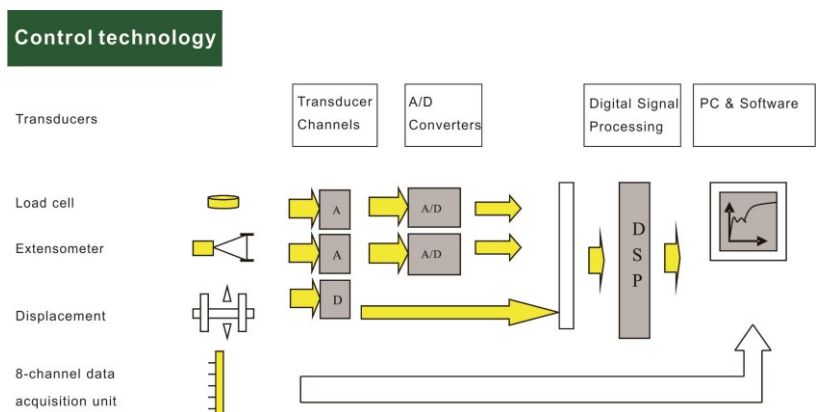 Control technology
Transducers
Transducer
Channels
A/D
Converters
Digital Signal
Processing
PC & Software
Load cell
A
A/D
Extensometer
A
A/D
DSP
Displacement
D
8-channel data
acquisition unit